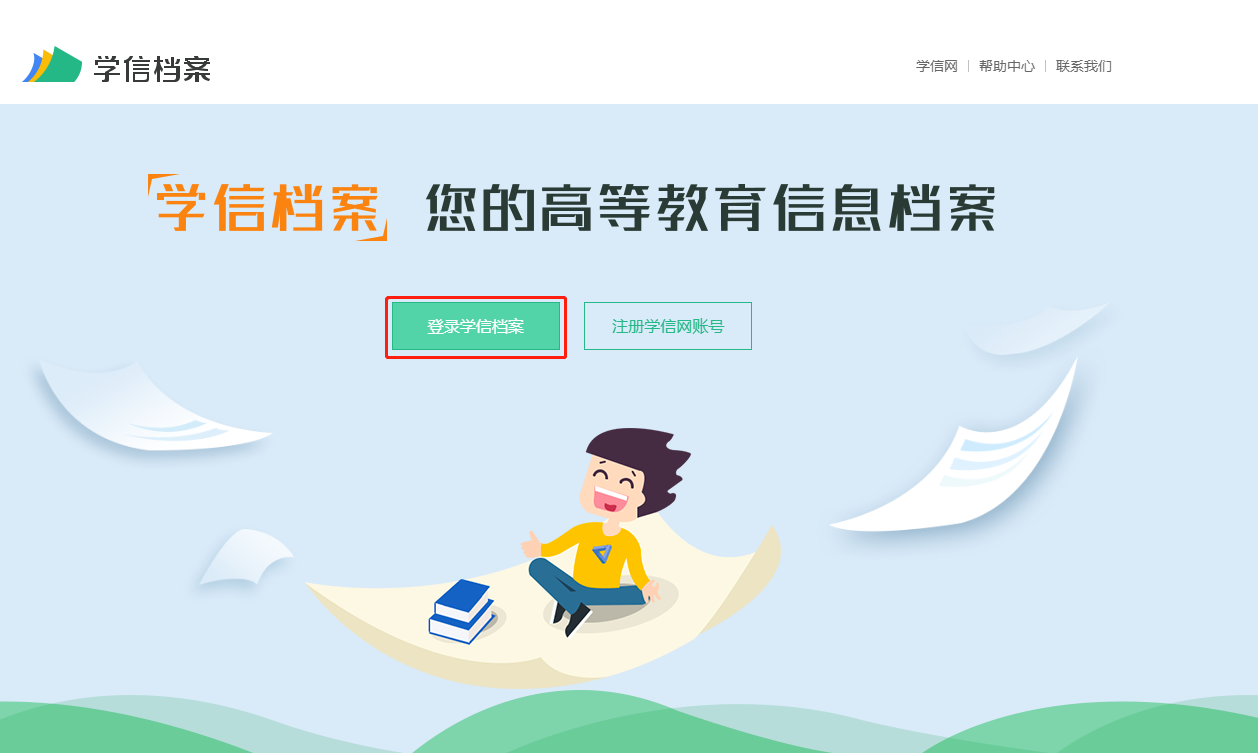 学信档案
学信网 | 帮助中心 | 联系我们
学信档案 您的高等教育信息档案
登录学信档案 注册学信网账号